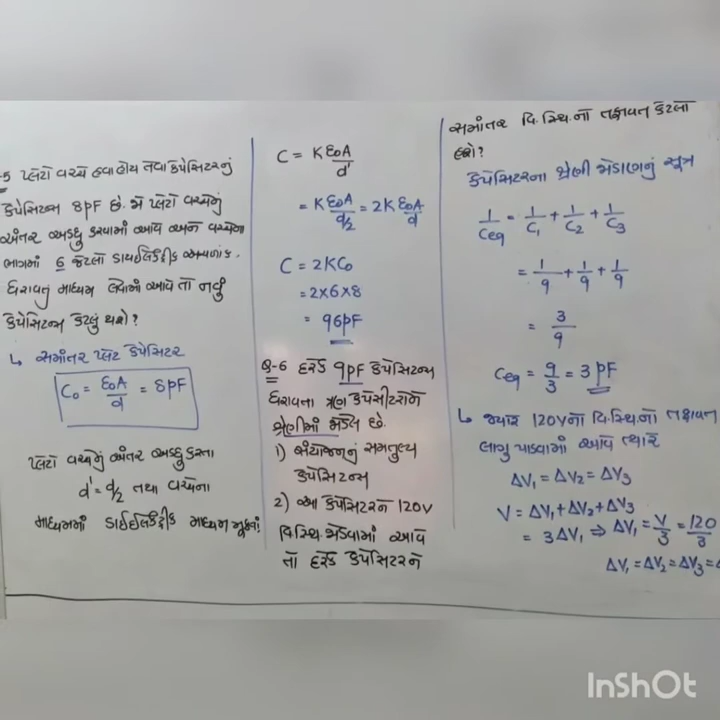 -5 પ્લેટો વચ્ચે હવા હોય તેવા કેપેસિટરનું
કેપેસિટન્સ 8pF છે. બે પ્લેટો વચ્ચેનું
અંતર અડધુ કરવામાં આવે અને વચ્ચેના
ભાગમાં 6 જેટલો ડાયઈલેક્ટ્રીક અચળાંક.
ધરાવતું માધ્યમ લેવામાં આવે તો નવું
કેપેસિટન્સ કેટલું થશે?
↳ સમાંતર પ્લેટ કેપેસિટર
C₀ = ε₀A/d = 8pF
પ્લેટો વચ્ચેનું અંતર અડધુ કરતા
d' = d/2 તથા વચ્ચેના
માધ્યમમાં ડાઈઈલેક્ટ્રીક માધ્યમ મૂકતાં
C = Kε₀A/d'
= Kε₀A/d/2 = 2Kε₀A/d
C = 2KC₀
= 2×6×8
= 96pF
Q-6 દરેક 9pF કેપેસિટન્સ
ધરાવતા ત્રણ કેપેસીટરોને
શ્રેણીમાં જોડેલ છે.
1) સંયોજનનું સમતુલ્ય
કેપેસિટન્સ
2) આ કેપેસિટરને 120V
વિ.સ્થિ. જોડવામાં આવે
તો દરેક કેપેસિટરને
સમાંતર વિ.સ્થિ.નો તફાવત કેટલો
હશે?
કેપેસિટરના શ્રેણી જોડાણનું સૂત્ર
1/Ceq = 1/C₁ + 1/C₂ + 1/C₃
= 1/9 + 1/9 + 1/9
= 3/9
Ceq = 9/3 = 3 pF
↳ જ્યારે 120Vનો વિ.સ્થિ.નો તફાવત
લાગુ પાડવામાં આવે ત્યારે
ΔV₁ = ΔV₂ = ΔV₃
V = ΔV₁ + ΔV₂ + ΔV₃
= 3ΔV₁ ⇒ ΔV₁ = V/3 = 120/3
ΔV₁ = ΔV₂ = ΔV₃ =
InShOt